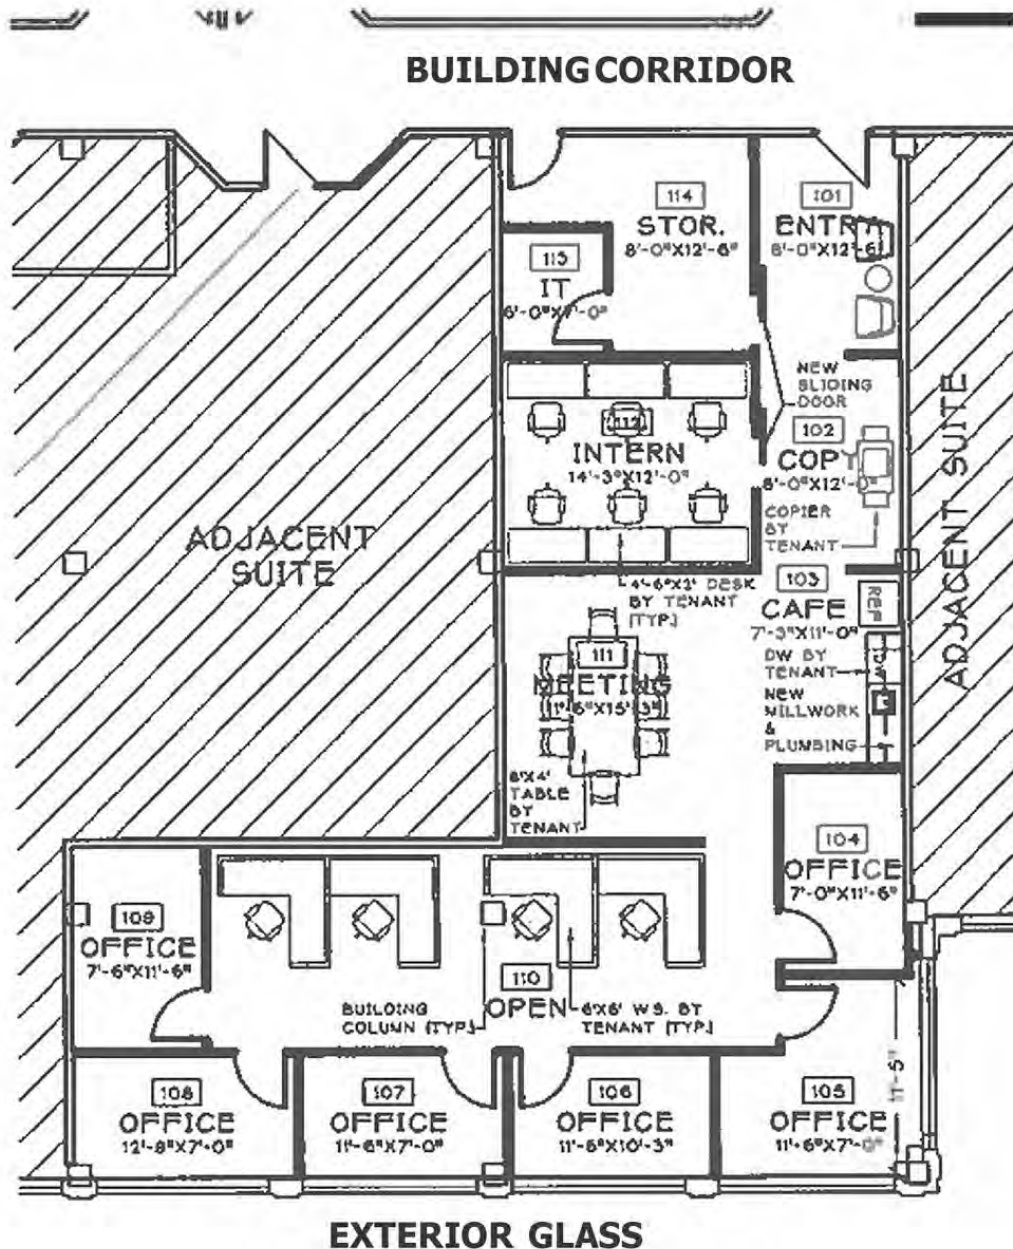 BUILDING CORRIDOR
114
STOR.
8'-0"X12'-6"
101
ENTRY
8'-0"X12'-6"
113
IT
6'-0"X7'-0"
NEW
SLIDING
DOOR
112
INTERN
14'-3"X12'-0"
102
COPY
8'-0"X12'-0"
COPIER
BY
TENANT
ADJACENT
SUITE
ADJACENT SUITE
4'-6"X2' DESK
BY TENANT
(TYP.)
103
CAFE
7'-3"X11'-0"
REF
DW BY
TENANT
DW
NEW
MILLWORK
&
PLUMBING
111
MEETING
11'-6"X15'-3"
8'X4'
TABLE
BY
TENANT
104
OFFICE
7'-0"X11'-6"
109
OFFICE
7'-6"X11'-6"
110
OPEN
BUILDING
COLUMN (TYP.)
6'X6' W.S. BY
TENANT (TYP.)
11'-5"
108
OFFICE
12'-8"X7'-0"
107
OFFICE
11'-6"X7'-0"
106
OFFICE
11'-6"X10'-3"
105
OFFICE
11'-6"X7'-0"
EXTERIOR GLASS